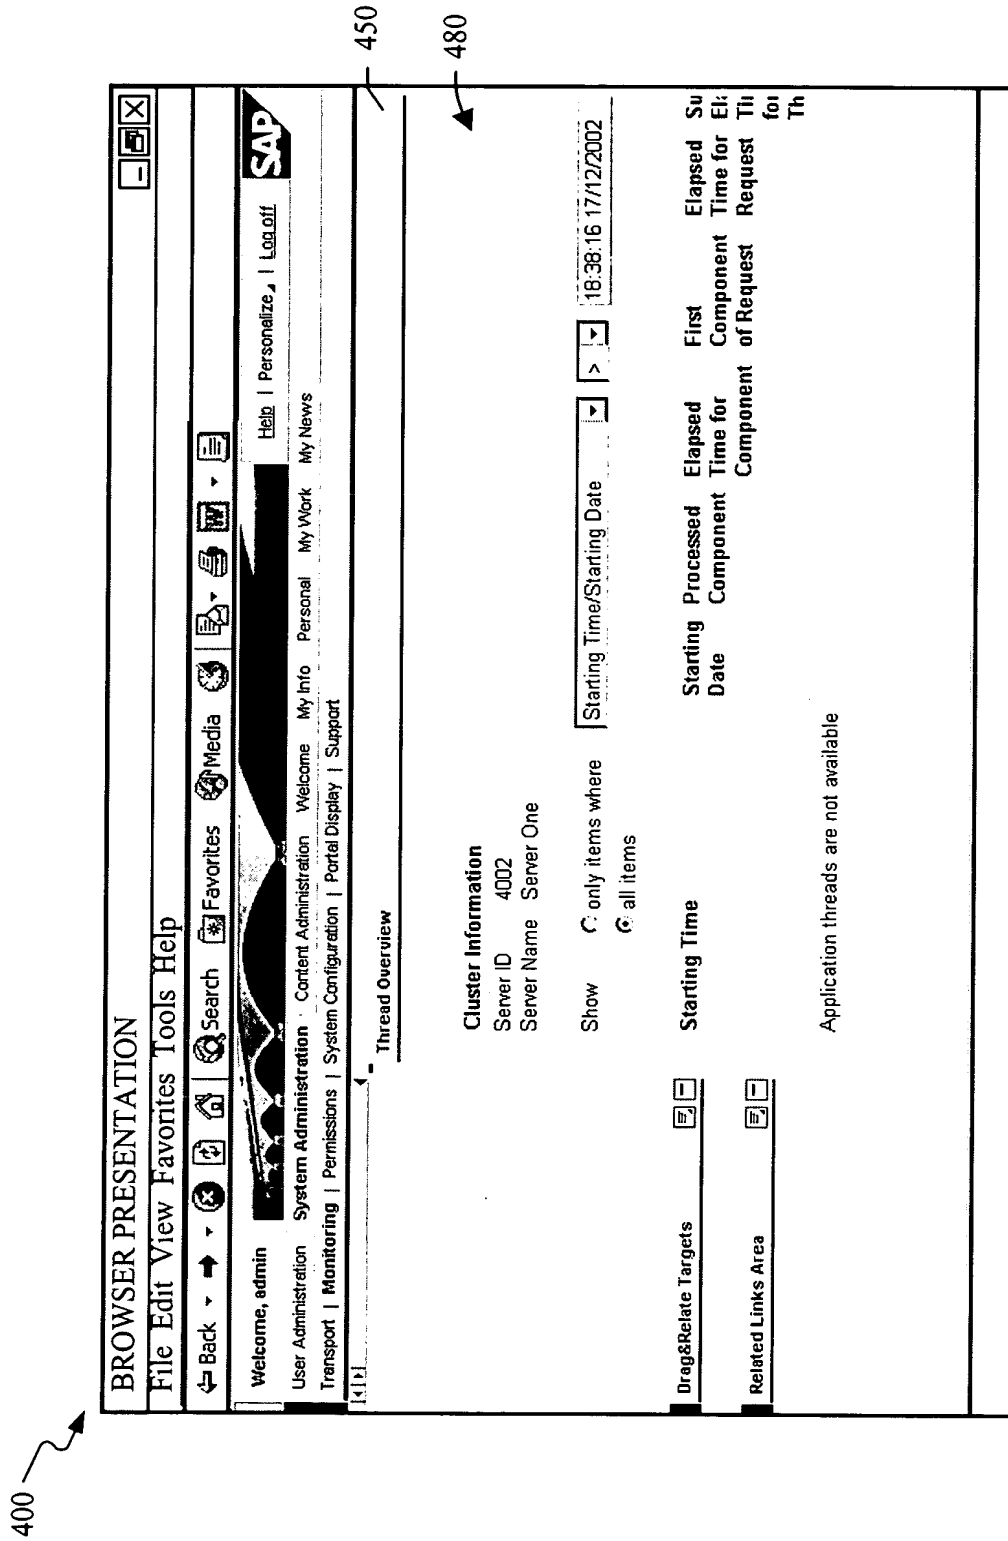 400
BROWSER PRESENTATION
File Edit View Favorites Tools Help
Back Search Favorites Media W
Welcome, admin Help | Personalize | Log off SAP
User Administration System Administration Content Administration Welcome My Info Personal My Work My News
Transport | Monitoring | Permissions | System Configuration | Portal Display | Support
Thread Overview
450
480
Cluster Information
Server ID 4002
Server Name Server One
Show only items where Starting Time/Starting Date > 18:38:16 17/12/2002
all items
Drag&Relate Targets
Related Links Area
Starting Time Starting Processed Elapsed First Elapsed Su
Date Component Time for Component Time for Ela
Component of Request Request Thi
for
Th
Application threads are not available